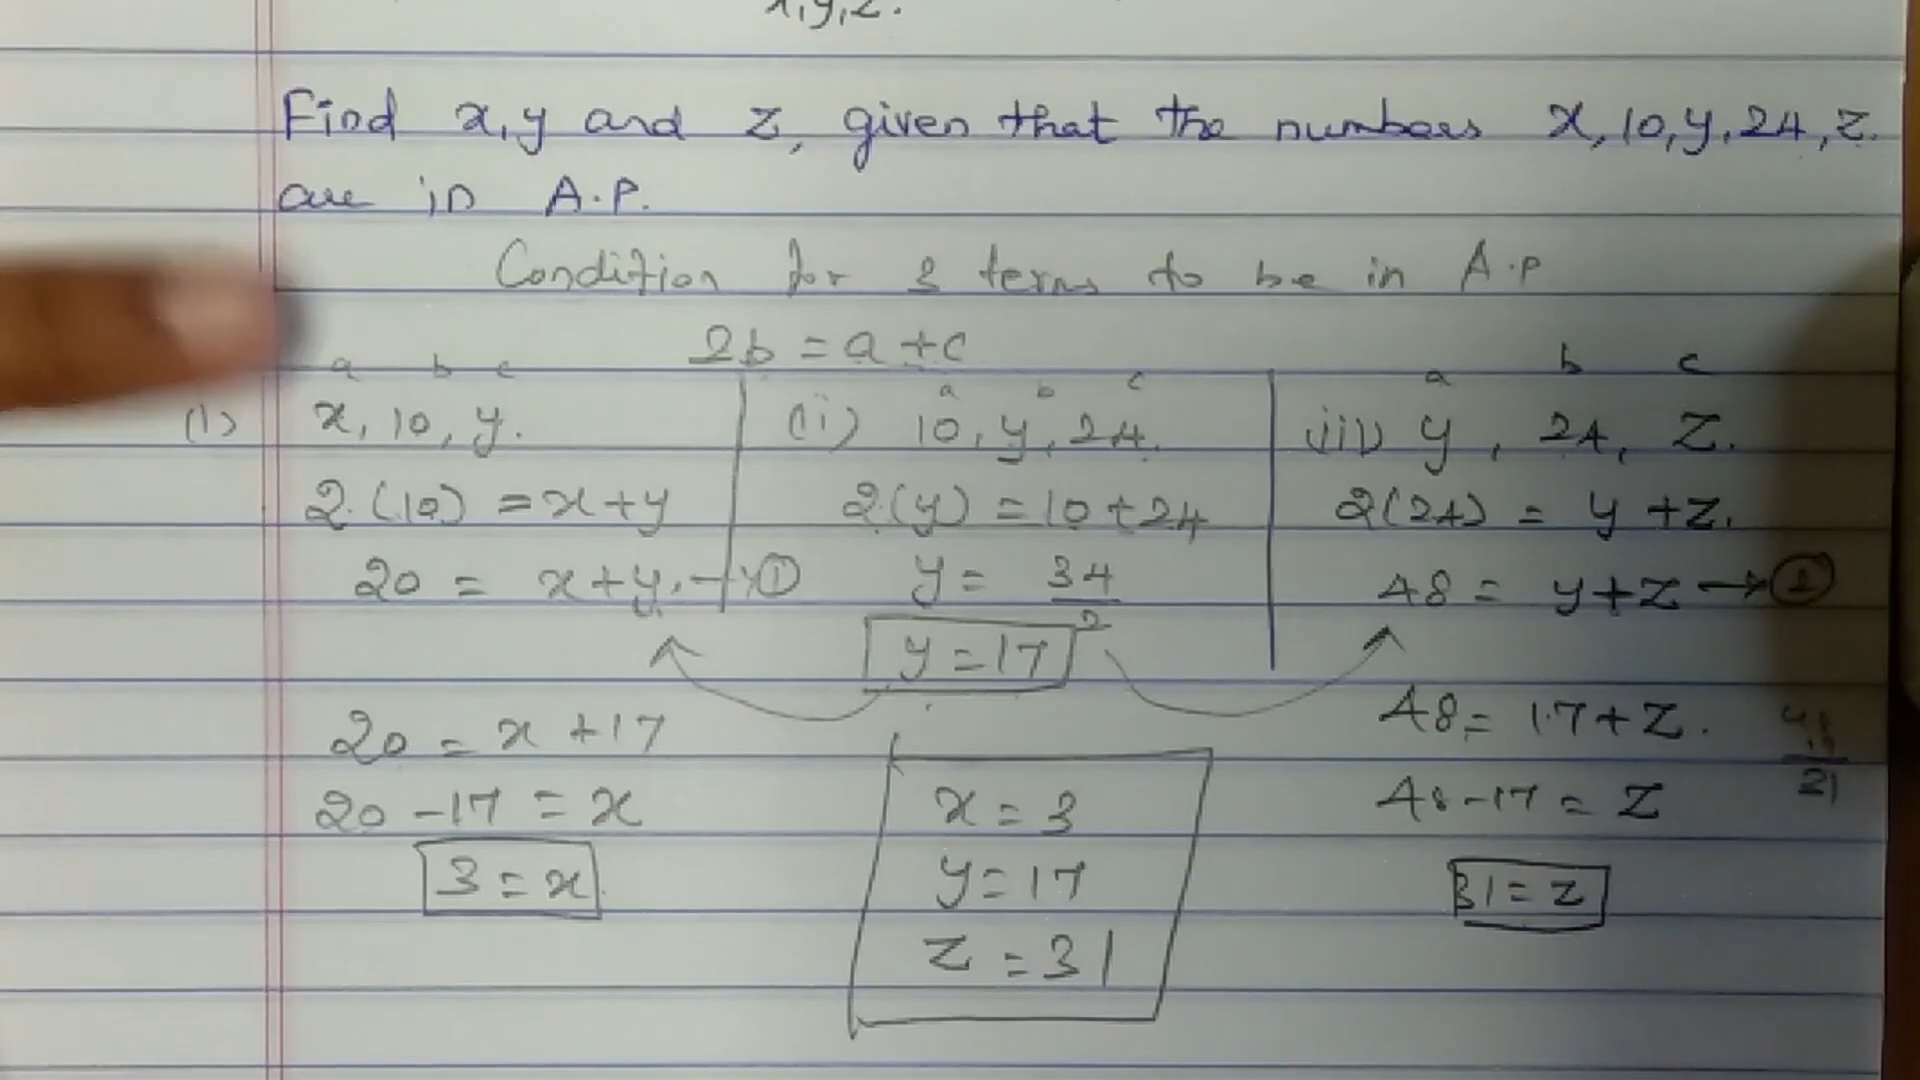 x,y,z.
Find x,y and z, given that the numbers x,10,y,24,z.
are in A.P.
Condition for 3 terms to be in A.P
2b = a+c
a b c
(i) x, 10, y.
2.(10) = x+y
20 = x+y. → ①
20 = x +17
20 - 17 = x
3 = x
a b c
(ii) 10, y, 24.
2(y) = 10+24
y = 34/2
y = 17
x = 3
y = 17
z = 31
a b c
(iii) y, 24, z.
2(24) = y +z.
48 = y+z → ②
48 = 17+z.
48-17 = z
31 = z